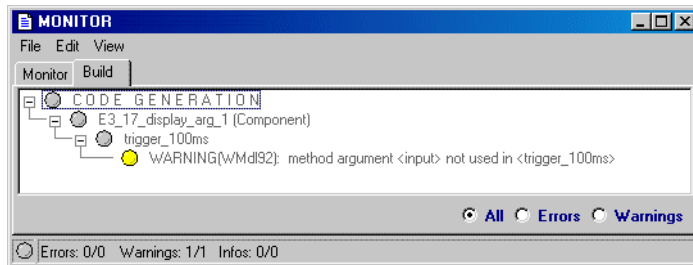 MONITOR
File Edit View
Monitor Build
CODE GENERATION
E3_17_display_arg_1 (Component)
trigger_100ms
WARNING(WMdl92): method argument <input> not used in <trigger_100ms>
All Errors Warnings
Errors: 0/0 Warnings: 1/1 Infos: 0/0